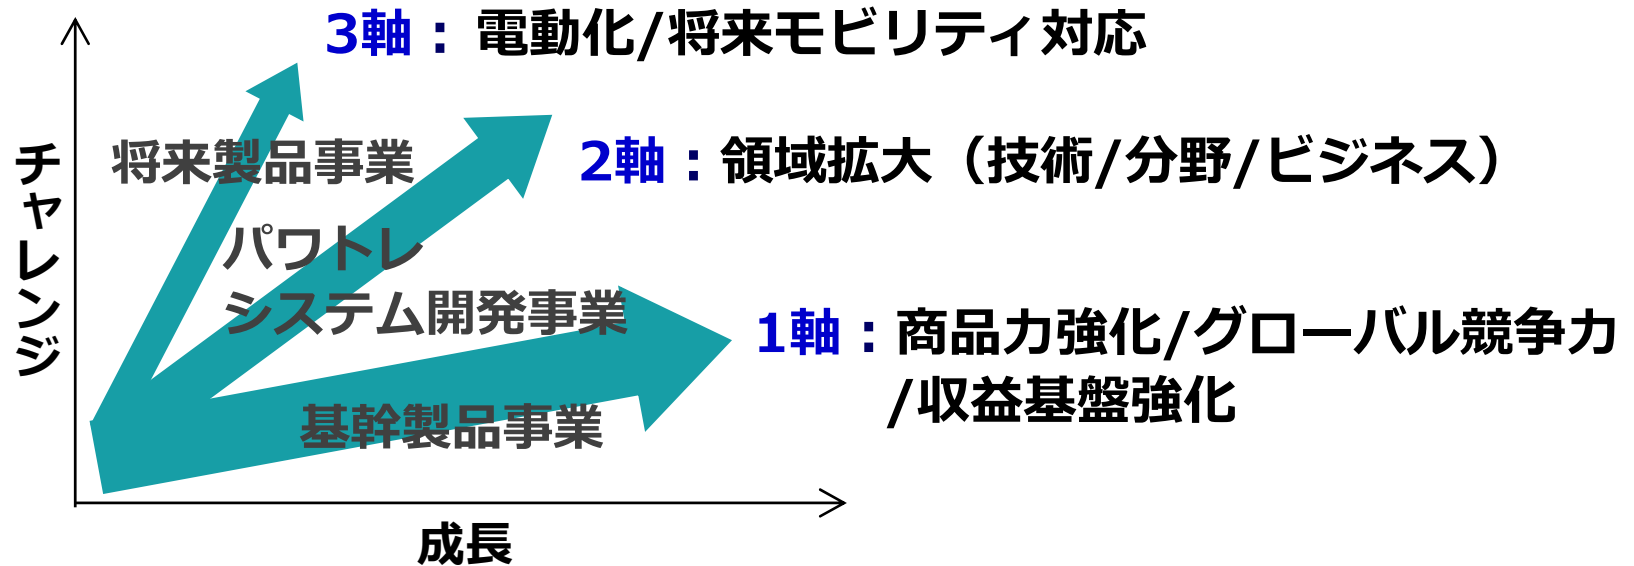 3軸：電動化/将来モビリティ対応
将来製品事業
2軸：領域拡大（技術/分野/ビジネス）
チャレンジ
パワトレ
システム開発事業
1軸：商品力強化/グローバル競争力
/収益基盤強化
基幹製品事業
成長